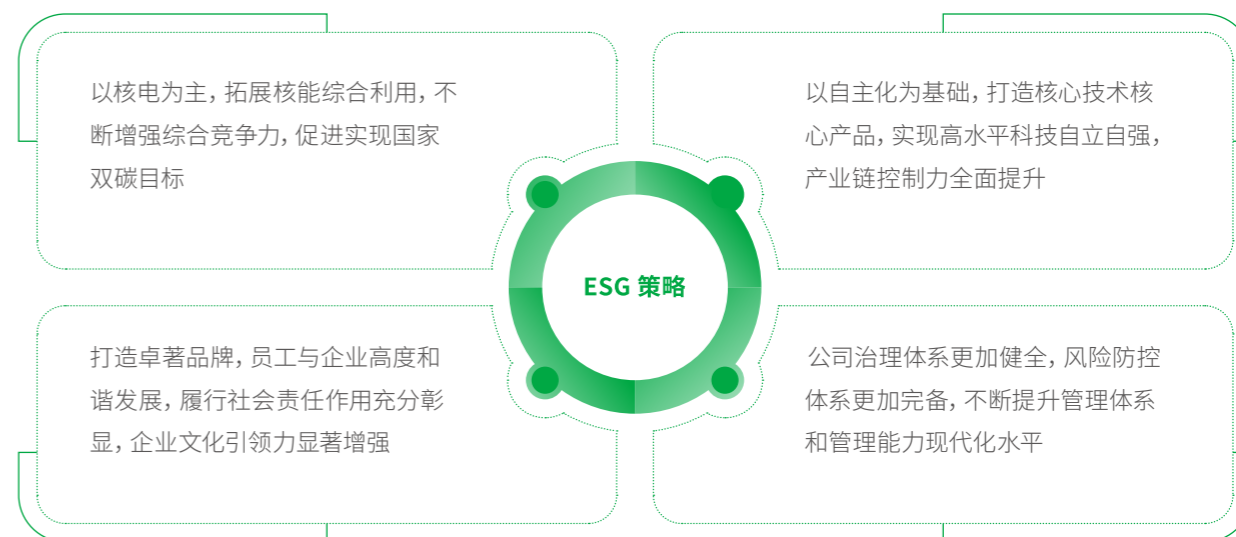 以核电为主，拓展核能综合利用，不
断增强综合竞争力，促进实现国家
双碳目标
以自主化为基础，打造核心技术核
心产品，实现高水平科技自立自强，
产业链控制力全面提升
ESG 策略
打造卓著品牌，员工与企业高度和
谐发展，履行社会责任作用充分彰
显，企业文化引领力显著增强
公司治理体系更加健全，风险防控
体系更加完备，不断提升管理体系
和管理能力现代化水平